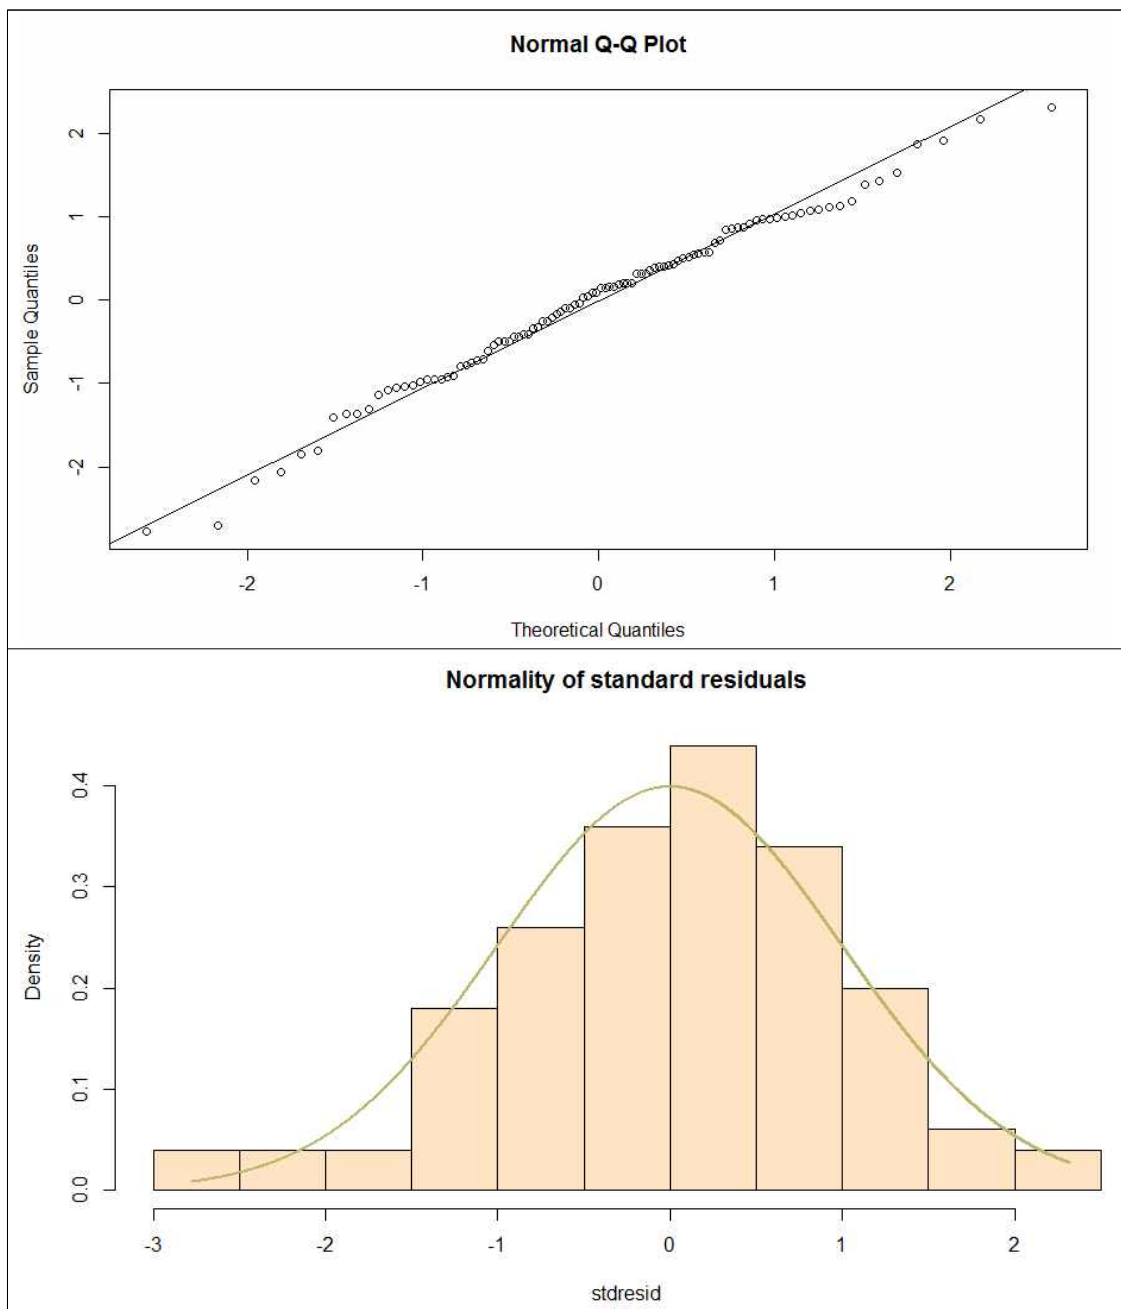 Normal Q-Q Plot
Sample Quantiles
2
1
0
-1
-2
-2 -1 0 1 2
Theoretical Quantiles
Normality of standard residuals
Density
0.4
0.3
0.2
0.1
0.0
-3 -2 -1 0 1 2
stdresid